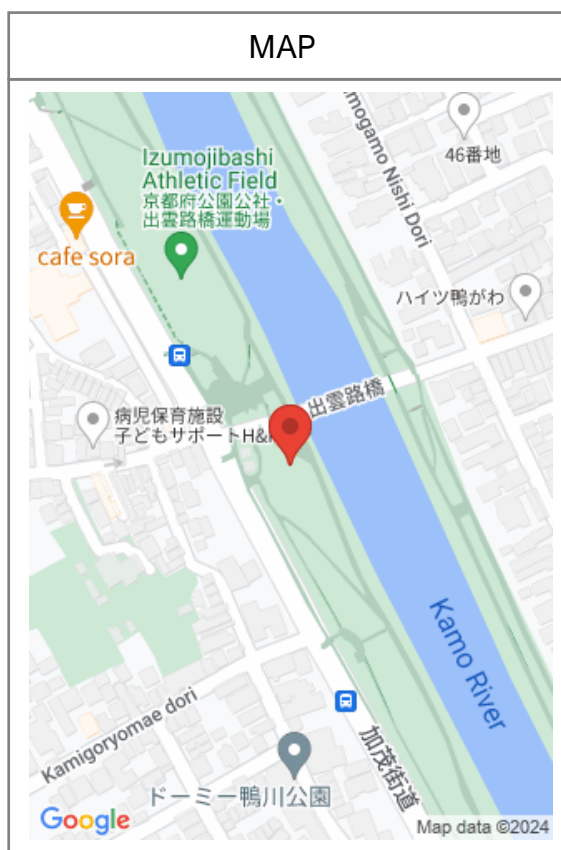 MAP
46番地
Izumojibashi
Athletic Field
京都府公園公社・
出雲路橋運動場
cafe sora
mogamo Nishi Dori
ハイツ鴨がわ
出雲路橋
病児保育施設
子どもサポートH&
Kamo River
Kamigoryomae dori
加茂街道
ドーミー鴨川公園
Google
Map data ©2024